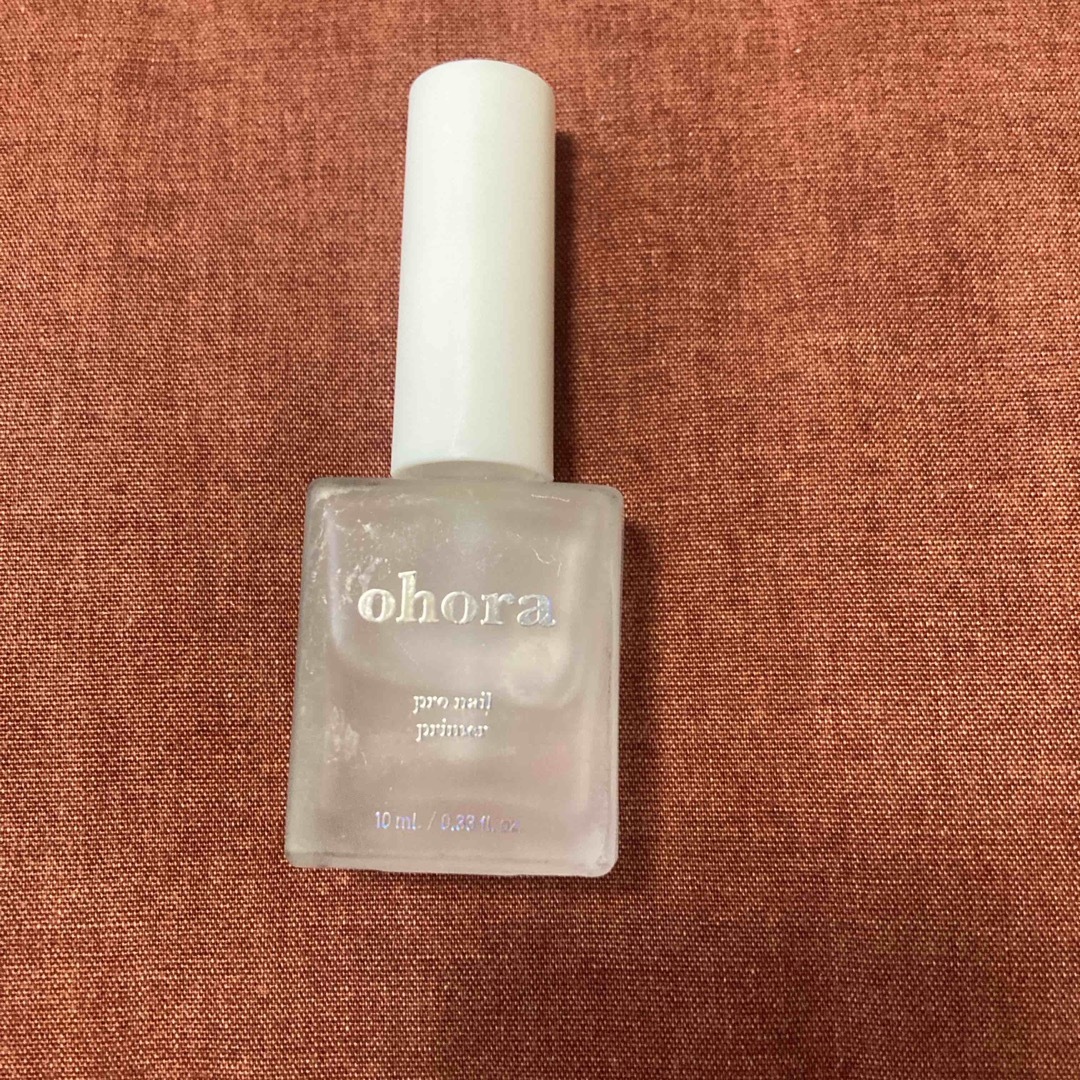 ohora
pro nail
primer
10 ml. / 0.33 fl. oz.